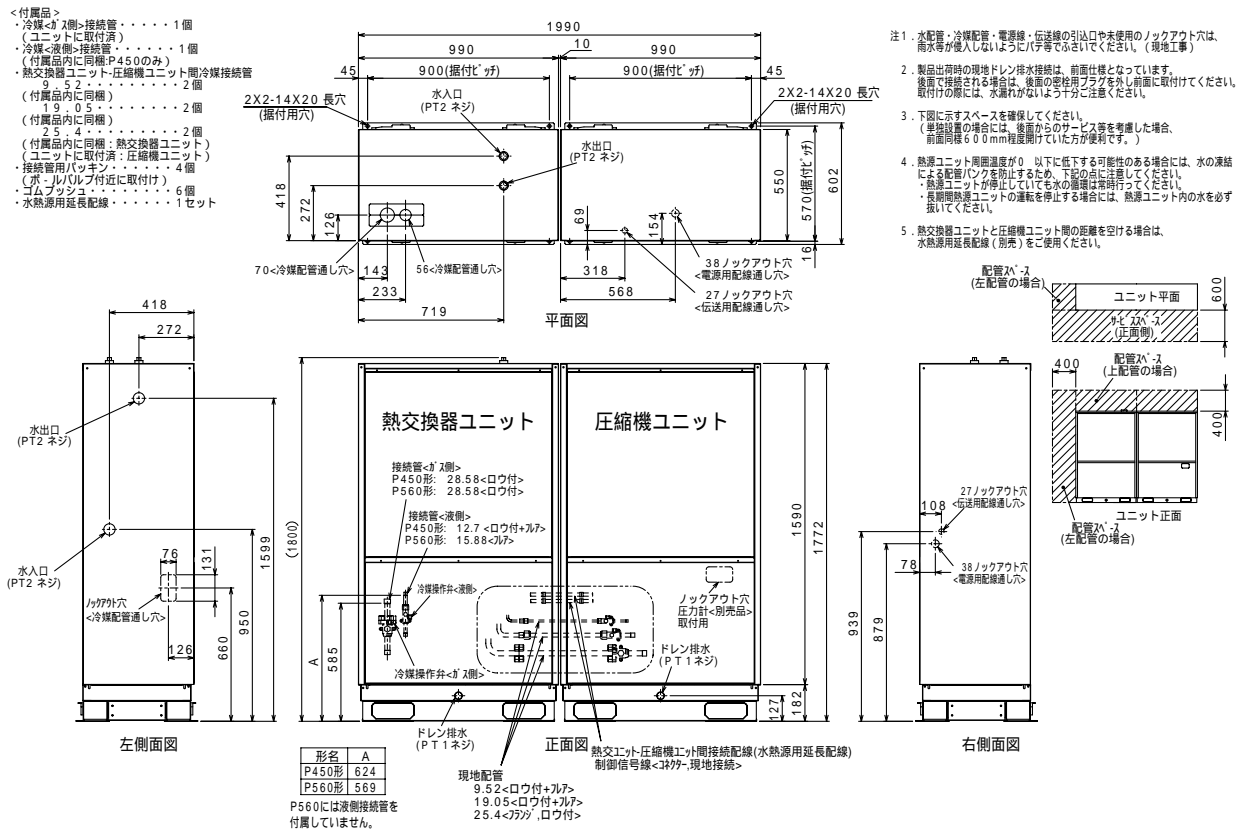 <付属品>
・冷媒<ガス側>接続管・・・・・1個
(ユニットに取付済)
・冷媒<液側>接続管・・・・・・1個
(付属品内に同梱:P450のみ)
・熱交換器ユニット-圧縮機ユニット間冷媒接続管
9.52・・・・・・・・・2個
(付属品内に同梱)
19.05・・・・・・・・2個
(付属品内に同梱)
25.4・・・・・・・・・2個
(付属品内に同梱:熱交換器ユニット)
(ユニットに取付済:圧縮機ユニット)
・接続管用パッキン・・・・・・4個
(ボ-ルバルブ付近に取付け)
・ゴムブッシュ・・・・・・・・6個
・水熱源用延長配線・・・・・・1セット
1990
990
10
990
45
900(据付ピッチ)
900(据付ピッチ)
45
2X2-14X20 長穴
(据付用穴)
水入口
(PT2 ネジ)
水出口
(PT2 ネジ)
2X2-14X20 長穴
(据付用穴)
418
272
126
69
154
550
570(据付ピッチ)
602
16
70<冷媒配管通し穴>
143
56<冷媒配管通し穴>
233
719
318
568
38ノックアウト穴
<電源用配線通し穴>
27ノックアウト穴
<伝送用配線通し穴>
平面図
注1.水配管・冷媒配管・電源線・伝送線の引込口や未使用のノックアウト穴は、
雨水等が侵入しないようにパテ等でふさいでください。(現地工事)
2.製品出荷時の現地ドレン排水接続は、前面仕様となっています。
後面で接続される場合は、後面の密栓用プラグを外し前面に取付けてください。
取付けの際には、水漏れがないよう十分ご注意ください。
3.下図に示すスペースを確保してください。
(単独設置の場合には、後面からのサービス等を考慮した場合、
前面同様600mm程度開けていた方が便利です。)
4.熱源ユニット周囲温度が0 以下に低下する可能性のある場合には、水の凍結
による配管パンクを防止するため、下記の点に注意してください。
・熱源ユニットが停止していても水の循環は常時行ってください。
・長期間熱源ユニットの運転を停止する場合には、熱源ユニット内の水を必ず
抜いてください。
5.熱交換器ユニットと圧縮機ユニット間の距離を空ける場合は、
水熱源用延長配線(別売)をご使用ください。
配管スペース
(左配管の場合)
ユニット平面
サービススペース
(正面側)
600
400
配管スペース
(上配管の場合)
400
ユニット正面
配管スペース
(左配管の場合)
418
272
水出口
(PT2 ネジ)
水入口
(PT2 ネジ)
76
131
ノックアウト穴
<冷媒配管通し穴>
126
660
950
1599
左側面図
(1800)
熱交換器ユニット
圧縮機ユニット
接続管<ガス側>
P450形: 28.58<ロウ付>
P560形: 28.58<ロウ付>
接続管<液側>
P450形: 12.7 <ロウ付+フレア>
P560形: 15.88<フレア>
冷媒操作弁<液側>
冷媒操作弁<ガス側>
A
585
ノックアウト穴
圧力計<別売品>
取付用
ドレン排水
(PT1ネジ)
ドレン排水
(PT1ネジ)
127
182
1590
1772
正面図
熱交ユニット-圧縮機ユニット間接続配線(水熱源用延長配線)
制御信号線<コネクター,現地接続>
現地配管
9.52<ロウ付+フレア>
19.05<ロウ付+フレア>
25.4<フランジ,ロウ付>
形名 A
P450形 624
P560形 569
P560には液側接続管を
付属していません。
108
27ノックアウト穴
<伝送用配線通し穴>
78
38ノックアウト穴
<電源用配線通し穴>
939
879
右側面図